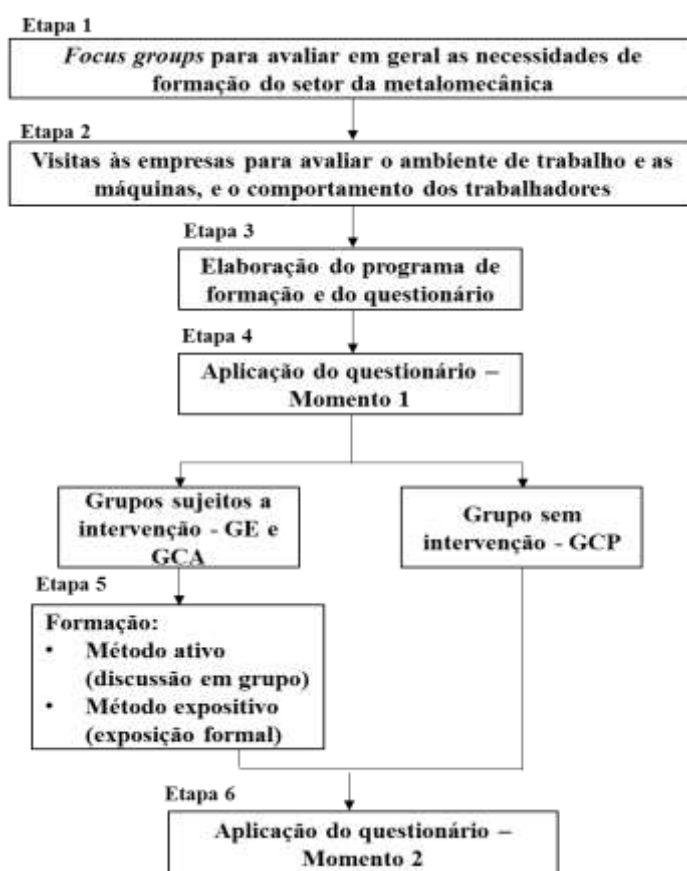 Etapa 1
Focus groups para avaliar em geral as necessidades de
formação do setor da metalomecânica
Etapa 2
Visitas às empresas para avaliar o ambiente de trabalho e as
máquinas, e o comportamento dos trabalhadores
Etapa 3
Elaboração do programa de
formação e do questionário
Etapa 4
Aplicação do questionário –
Momento 1
Grupos sujeitos a
intervenção - GE e
GCA
Grupo sem
intervenção - GCP
Etapa 5
Formação:
• Método ativo
(discussão em grupo)
• Método expositivo
(exposição formal)
Etapa 6
Aplicação do questionário –
Momento 2